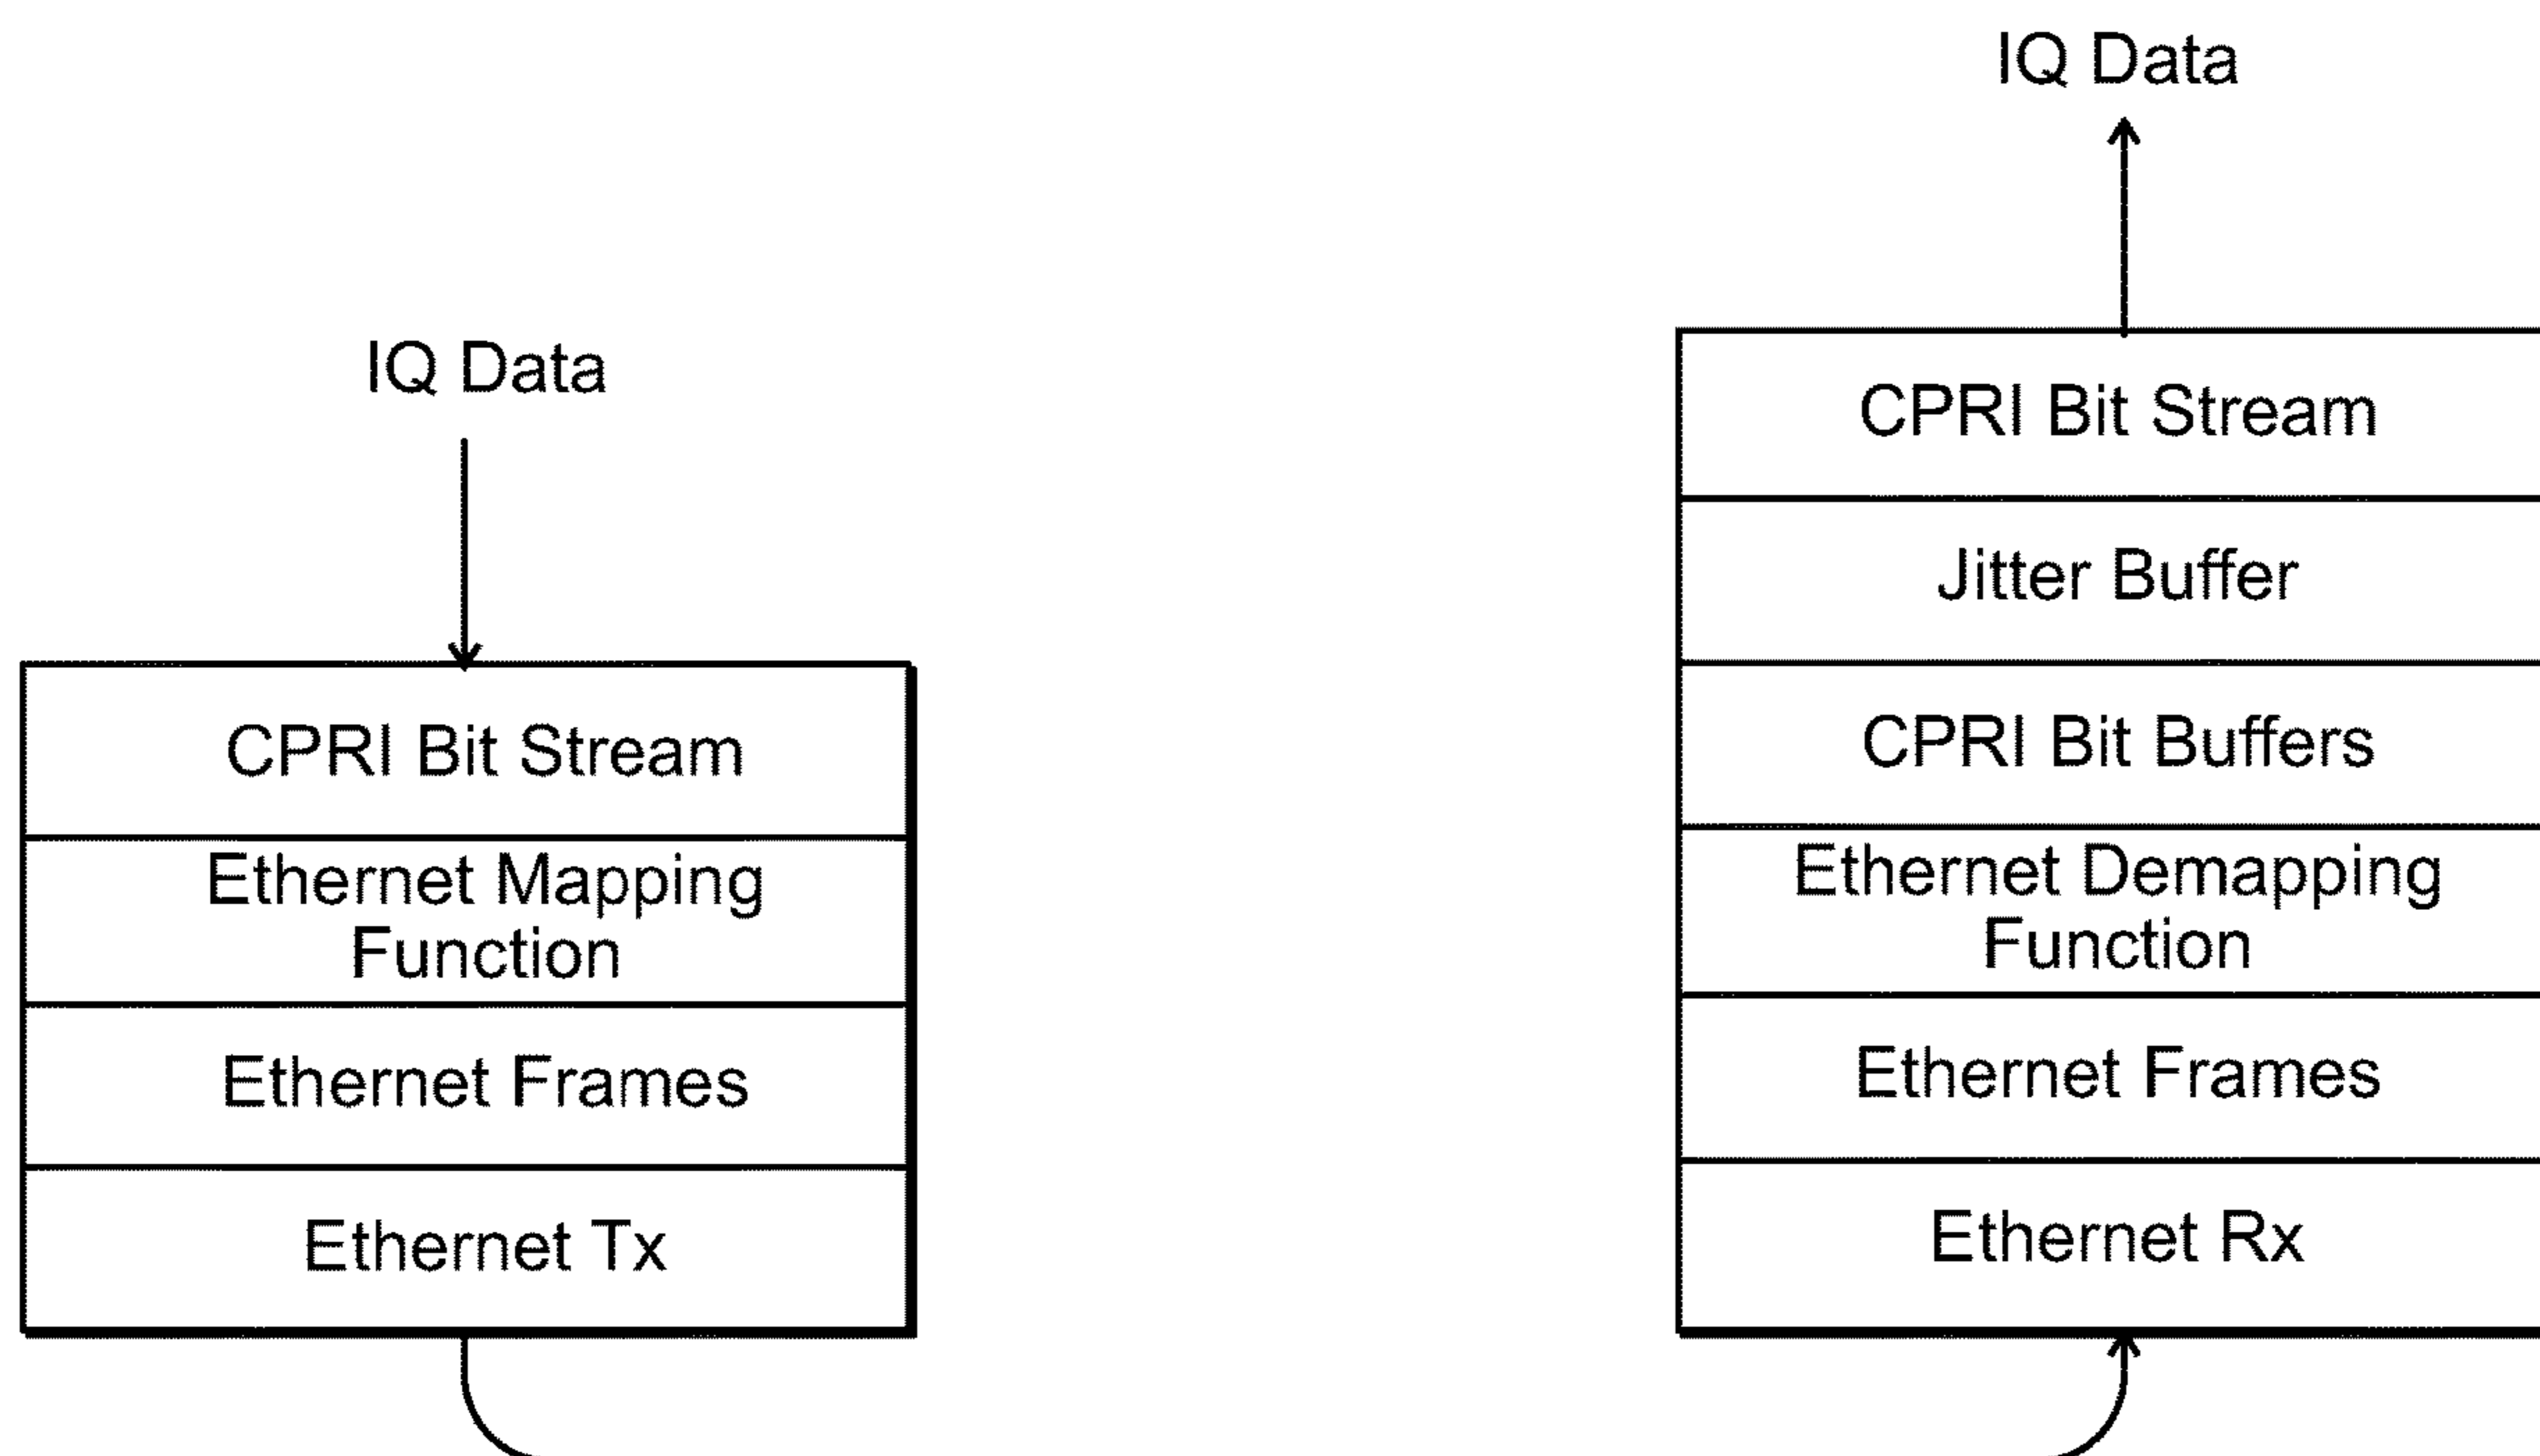 IQ Data
CPRI Bit Stream
Ethernet Mapping
Function
Ethernet Frames
Ethernet Tx
IQ Data
CPRI Bit Stream
Jitter Buffer
CPRI Bit Buffers
Ethernet Demapping
Function
Ethernet Frames
Ethernet Rx